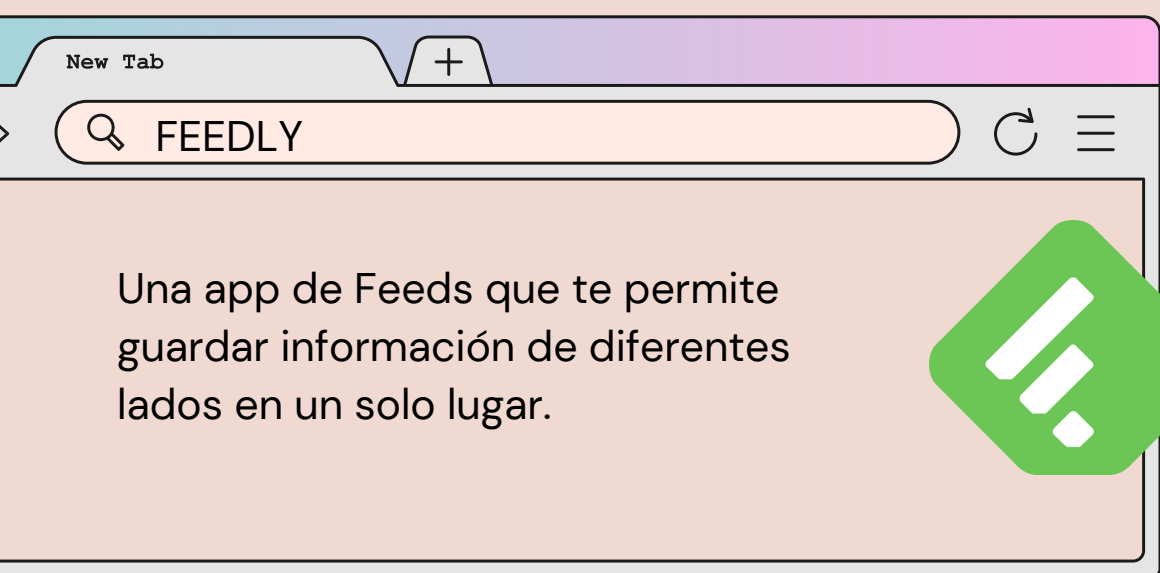 New Tab
FEEDLY
Una app de Feeds que te permite
guardar información de diferentes
lados en un solo lugar.